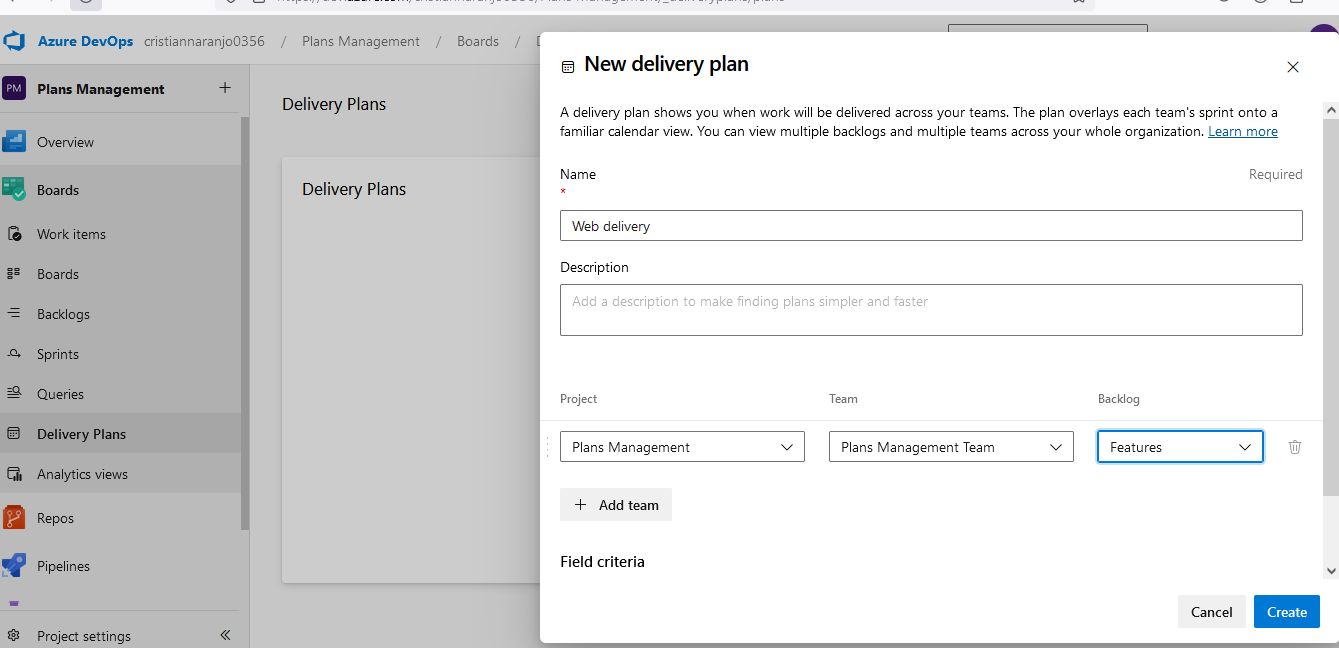 Azure DevOps cristiannaranjo0356 / Plans Management / Boards /
New delivery plan
PM Plans Management
Overview
Boards
Work items
Boards
Backlogs
Sprints
Queries
Delivery Plans
Analytics views
Repos
Pipelines
Project settings
Delivery Plans
Delivery Plans
A delivery plan shows you when work will be delivered across your teams. The plan overlays each team's sprint onto a
familiar calendar view. You can view multiple backlogs and multiple teams across your whole organization. Learn more
Name Required
*
Web delivery
Description
Add a description to make finding plans simpler and faster
Project Team Backlog
Plans Management Plans Management Team Features
+ Add team
Field criteria
Cancel Create